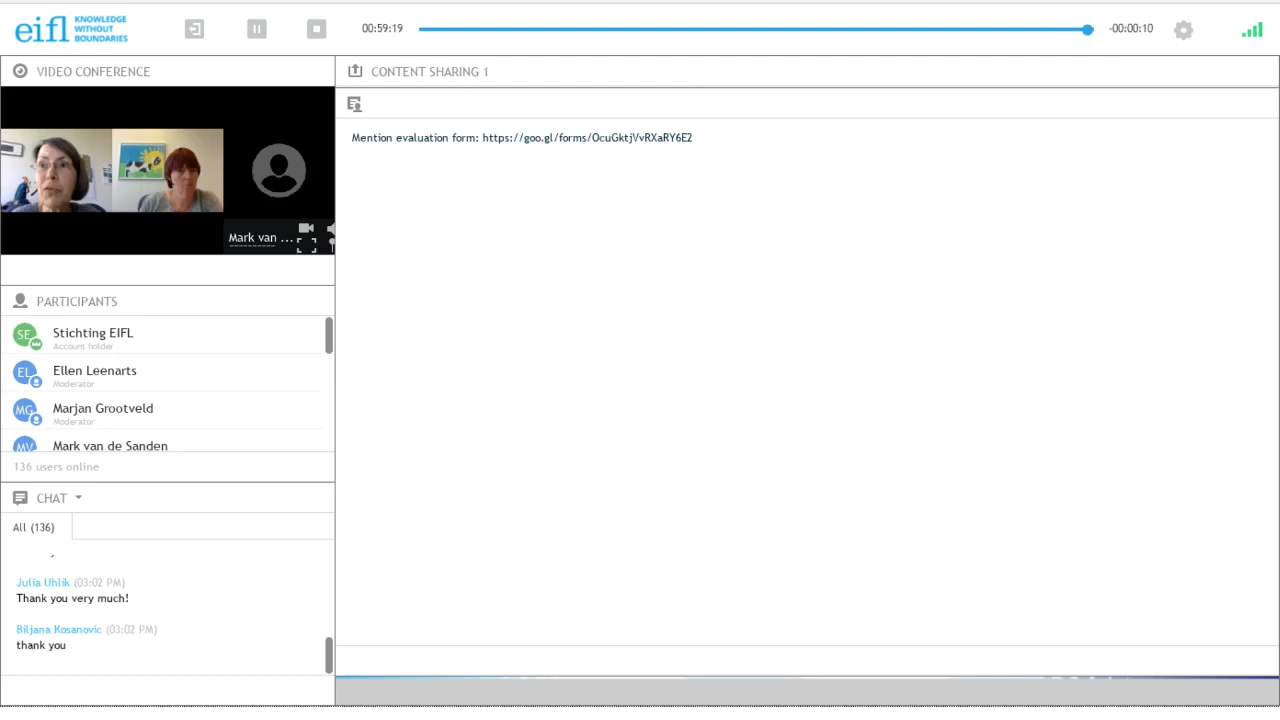 eifl KNOWLEDGE
WITHOUT
BOUNDARIES
00:59:19
-00:00:10
VIDEO CONFERENCE
CONTENT SHARING 1
Mention evaluation form: https://goo.gl/forms/OcuGktjVvRXaRY6E2
Mark van ...
PARTICIPANTS
SE
Stichting EIFL
Account holder
EL
Ellen Leenarts
Moderator
MG
Marjan Grootveld
Moderator
MV
Mark van de Sanden
136 users online
CHAT
All (136)
Julia Uhlik (03:02 PM)
Thank you very much!
Biljana Kosanovic (03:02 PM)
thank you